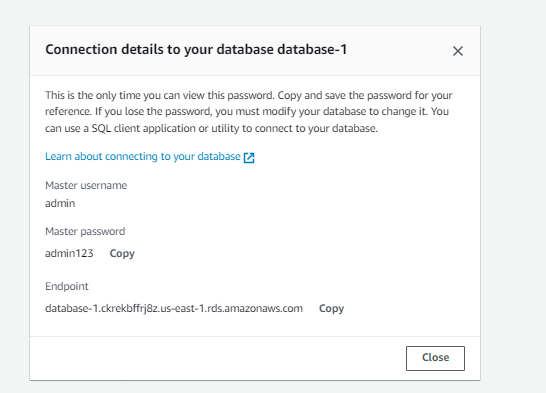 Connection details to your database database-1
This is the only time you can view this password. Copy and save the password for your
reference. If you lose the password, you must modify your database to change it. You
can use a SQL client application or utility to connect to your database.
Learn about connecting to your database
Master username
admin
Master password
admin123 Copy
Endpoint
database-1.ckrekbffrj8z.us-east-1.rds.amazonaws.com Copy
Close